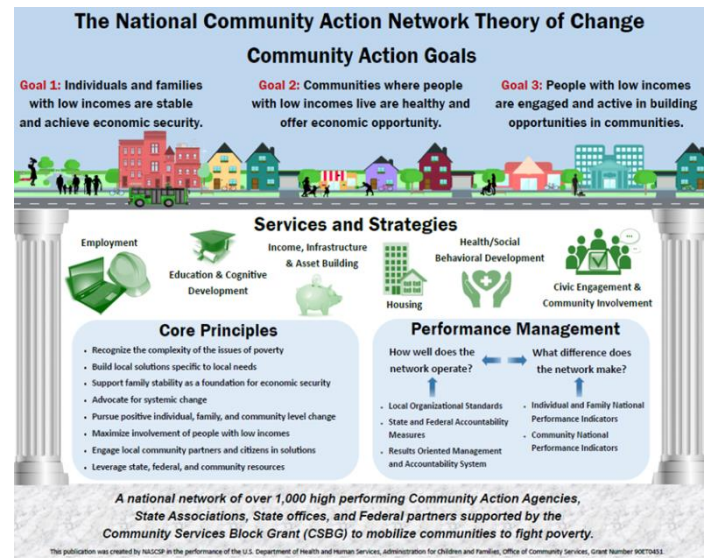 The National Community Action Network Theory of Change
Community Action Goals
Goal 1: Individuals and families
with low incomes are stable
and achieve economic security.
Goal 2: Communities where people
with low incomes live are healthy and
offer economic opportunity.
Goal 3: People with low incomes
are engaged and active in building
opportunities in communities.
Services and Strategies
Employment
Education & Cognitive
Development
Income, Infrastructure
& Asset Building
Housing
Health/Social
Behavioral Development
Civic Engagement &
Community Involvement
Core Principles
• Recognize the complexity of the issues of poverty
• Build local solutions specific to local needs
• Support family stability as a foundation for economic security
• Advocate for systemic change
• Pursue positive individual, family, and community level change
• Maximize involvement of people with low incomes
• Engage local community partners and citizens in solutions
• Leverage state, federal, and community resources
Performance Management
How well does the
network operate?
What difference does
the network make?
• Local Organizational Standards
• State and Federal Accountability
Measures
• Results Oriented Management
and Accountability System
• Individual and Family National
Performance Indicators
• Community National
Performance Indicators
A national network of over 1,000 high performing Community Action Agencies,
State Associations, State offices, and Federal partners supported by the
Community Services Block Grant (CSBG) to mobilize communities to fight poverty.
This publication was created by NASCSP in the performance of the U.S. Department of Health and Human Services, Administration for Children and Families, Office of Community Services, Grant Number 90ET0451